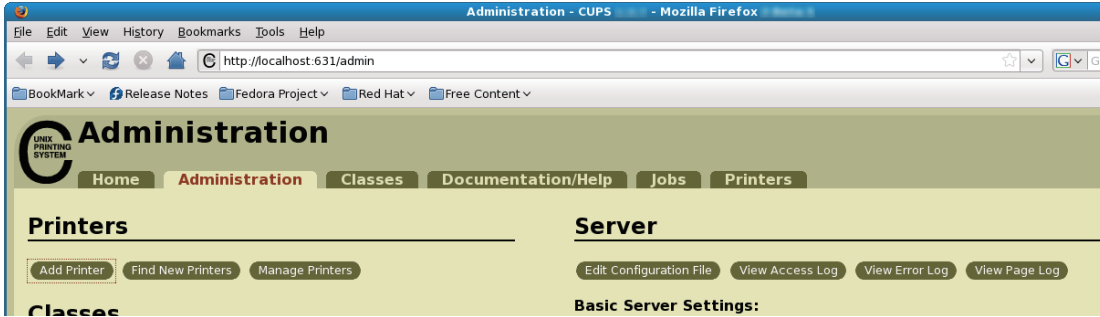 Administration - CUPS - Mozilla Firefox
File Edit View History Bookmarks Tools Help
http://localhost:631/admin G
BookMark Release Notes Fedora Project Red Hat Free Content
UNIX PRINTING SYSTEM
Administration
Home Administration Classes Documentation/Help Jobs Printers
Printers
Server
Add Printer Find New Printers Manage Printers
Edit Configuration File View Access Log View Error Log View Page Log
Classes
Basic Server Settings: